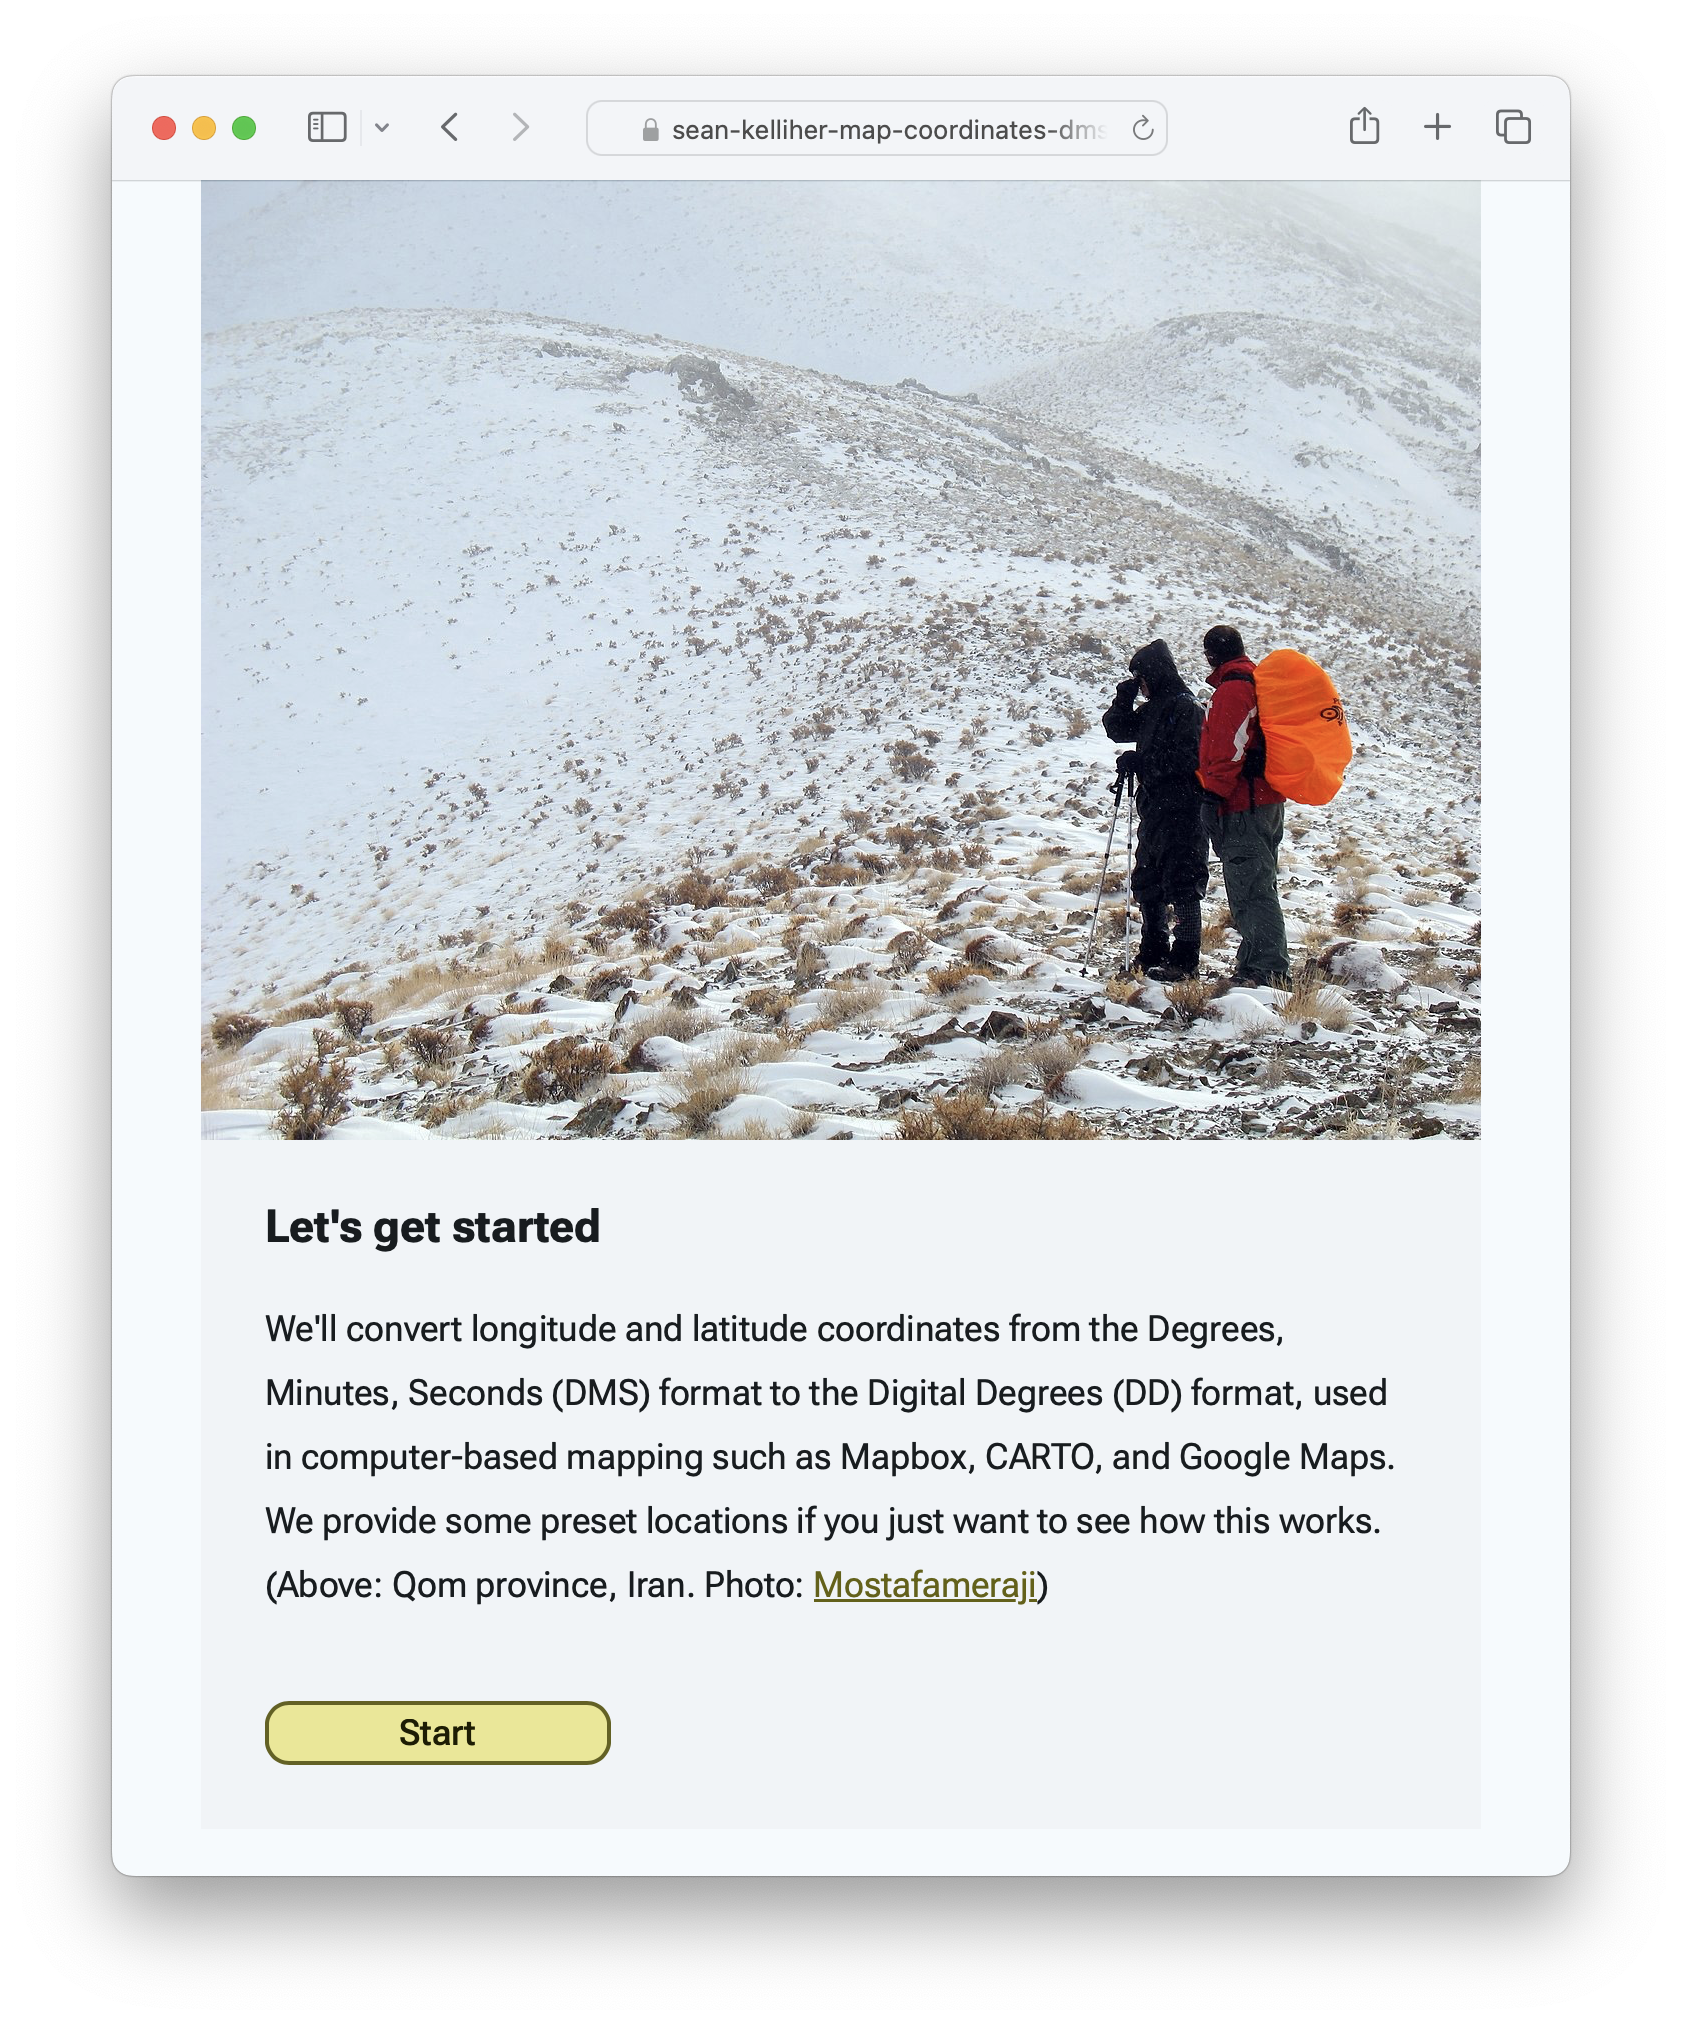 sean-kelliher-map-coordinates-dms
Let's get started
We'll convert longitude and latitude coordinates from the Degrees,
Minutes, Seconds (DMS) format to the Digital Degrees (DD) format, used
in computer-based mapping such as Mapbox, CARTO, and Google Maps.
We provide some preset locations if you just want to see how this works.
(Above: Qom province, Iran. Photo: Mostafameraji)
Start